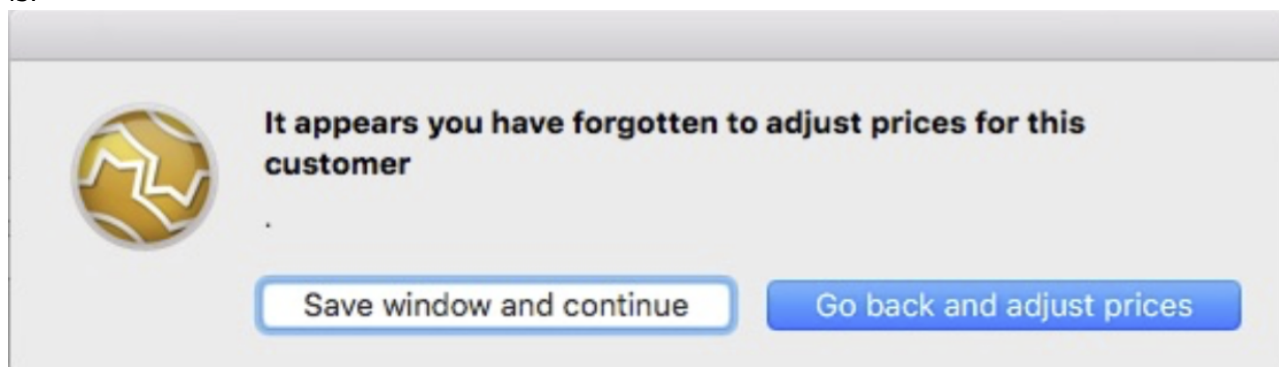 It appears you have forgotten to adjust prices for this
customer
.
Save window and continue
Go back and adjust prices